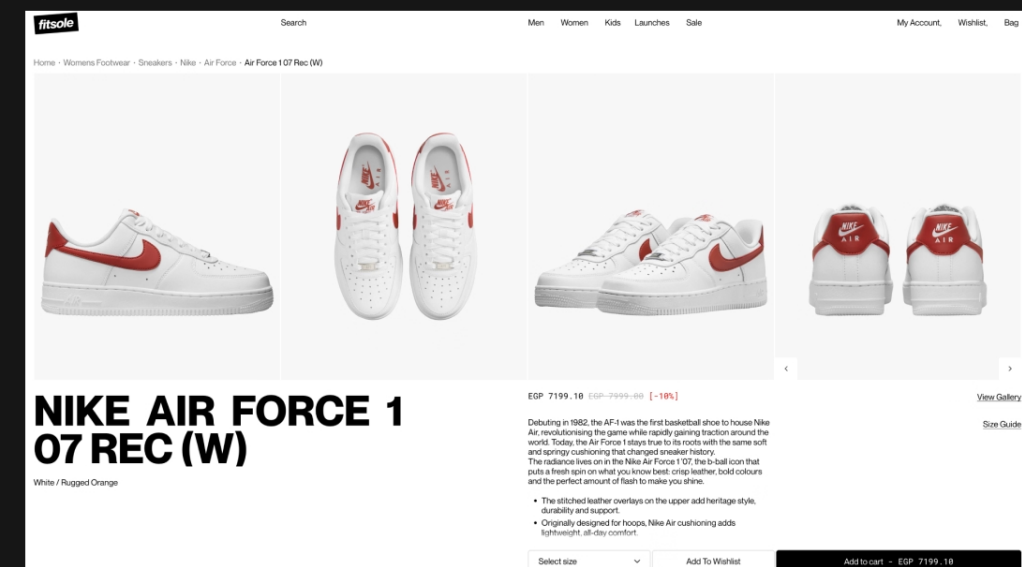 fitsole
Search
Men Women Kids Launches Sale
My Account, Wishlist, Bag
Home · Womens Footwear · Sneakers · Nike · Air Force · Air Force 1 07 Rec (W)
NIKE AIR
NIKE AIR
NIKE AIR
NIKE AIR
‹ ›
NIKE AIR FORCE 1
07 REC (W)
White / Rugged Orange
EGP 7199.10 EGP 7999.00 [-10%]
Debuting in 1982, the AF-1 was the first basketball shoe to house Nike
Air, revolutionising the game while rapidly gaining traction around the
world. Today, the Air Force 1 stays true to its roots with the same soft
and springy cushioning that changed sneaker history.
The radiance lives on in the Nike Air Force 1 '07, the b-ball icon that
puts a fresh spin on what you know best: crisp leather, bold colours
and the perfect amount of flash to make you shine.
• The stitched leather overlays on the upper add heritage style,
durability and support.
• Originally designed for hoops, Nike Air cushioning adds
lightweight, all-day comfort.
View Gallery
Size Guide
Select size
Add To Wishlist
Add to cart - EGP 7199.10